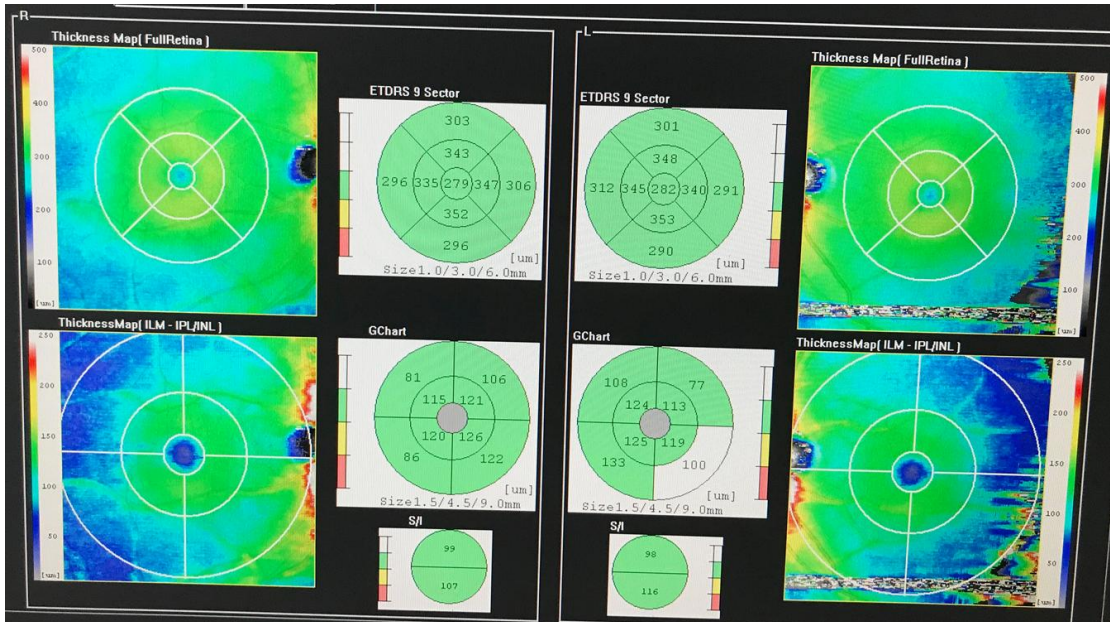 R
Thickness Map[ FullRetina ]
500
400
300
200
100
[um]
ETDRS 9 Sector
303
343
296 335 279 347 306
352
296
[um]
Size1.0/3.0/6.0mm
ThicknessMap[ ILM - IPL/INL ]
250
200
150
100
50
[um]
GChart
81 106
115 121
120 126
86 122
[um]
Size1.5/4.5/9.0mm
S/I
99
107
L
ETDRS 9 Sector
301
348
312 345 282 340 291
353
290
[um]
Size1.0/3.0/6.0mm
Thickness Map[ FullRetina ]
500
400
300
200
100
[um]
GChart
108 77
124 113
125 119
133 100
[um]
Size1.5/4.5/9.0mm
S/I
98
116
ThicknessMap[ ILM - IPL/INL ]
250
200
150
100
50
[um]